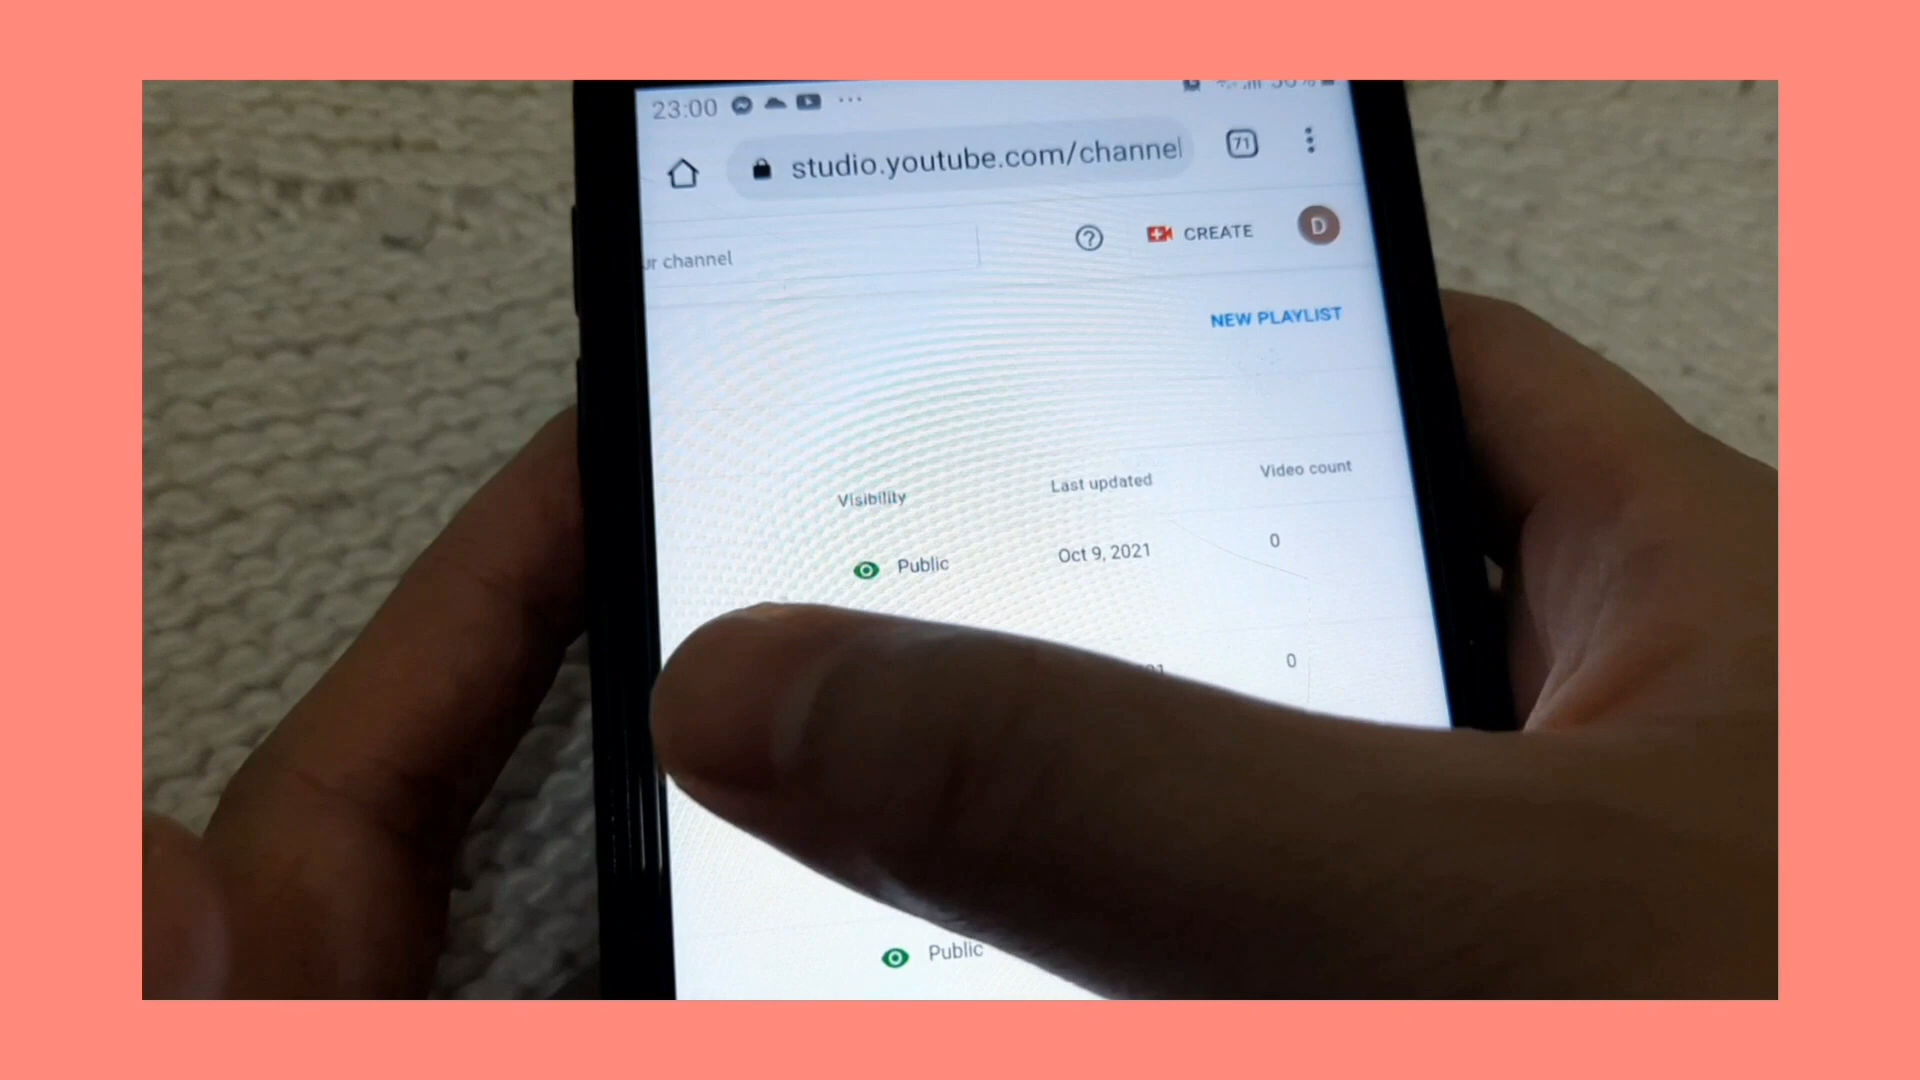 23:00
studio.youtube.com/channel
71
ur channel
CREATE
D
NEW PLAYLIST
Visibility Last updated Video count
Public Oct 9, 2021 0
0
Public